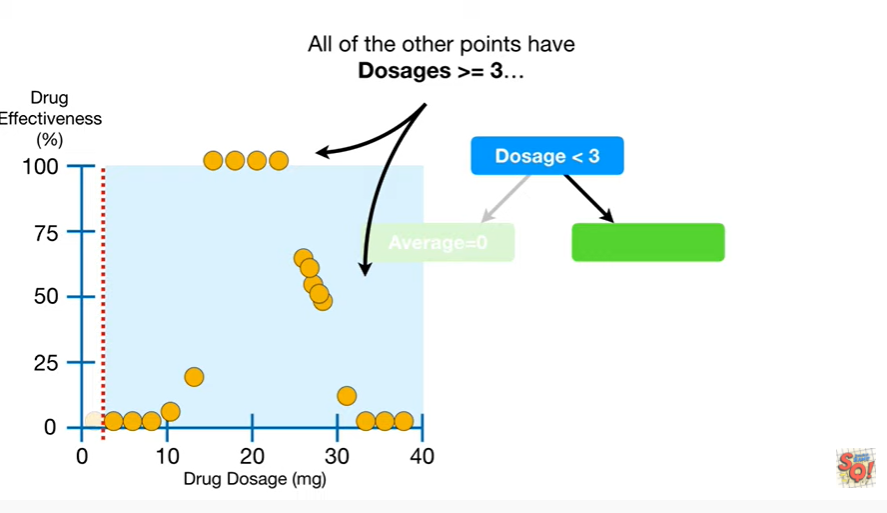 All of the other points have
Dosages >= 3…
Drug
Effectiveness
(%)
Dosage < 3
Average=0
100
75
50
25
0
0 10 20 30 40
Drug Dosage (mg)
SQ!